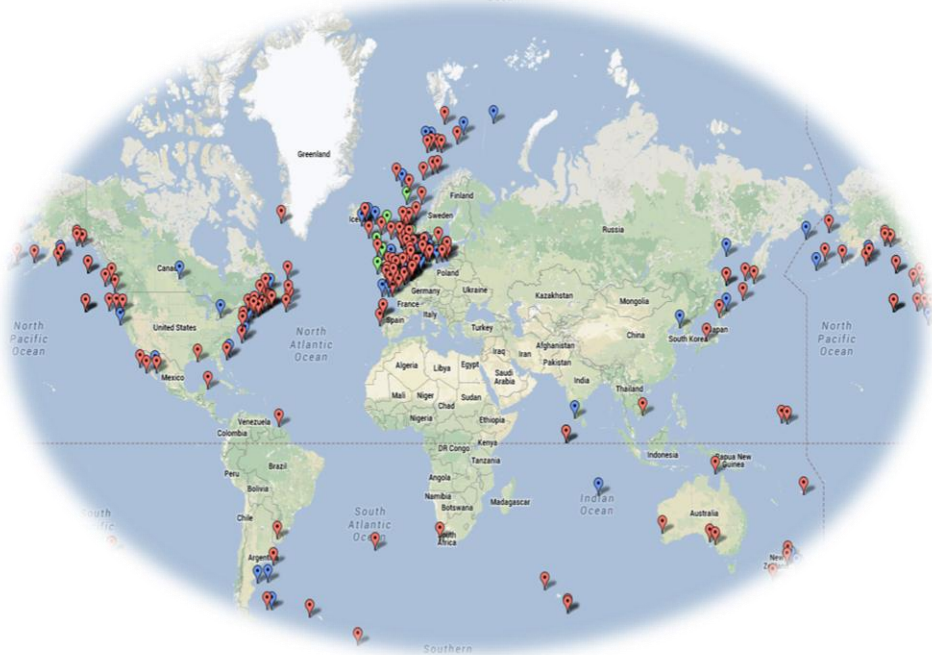 Greenland
Finland
Sweden
Russia
Canada
Poland
Germany
Ukraine
France
Kazakhstan
Mongolia
North
Pacific
Ocean
United States
North
Atlantic
Ocean
Spain
Italy
Turkey
China
South Korea
Japan
North
Pacific
Ocean
Afghanistan
Iraq
Iran
Pakistan
Algeria
Libya
Egypt
Saudi
Arabia
Mexico
India
Thailand
Mali
Niger
Chad
Sudan
Nigeria
Ethiopia
Venezuela
Colombia
DR Congo
Kenya
Indonesia
Papua New
Guinea
Tanzania
Brazil
Peru
Angola
Bolivia
Namibia
Botswana
Madagascar
Indian
Ocean
Australia
Chile
South
Atlantic
Ocean
South
Africa
Argentina
Southern